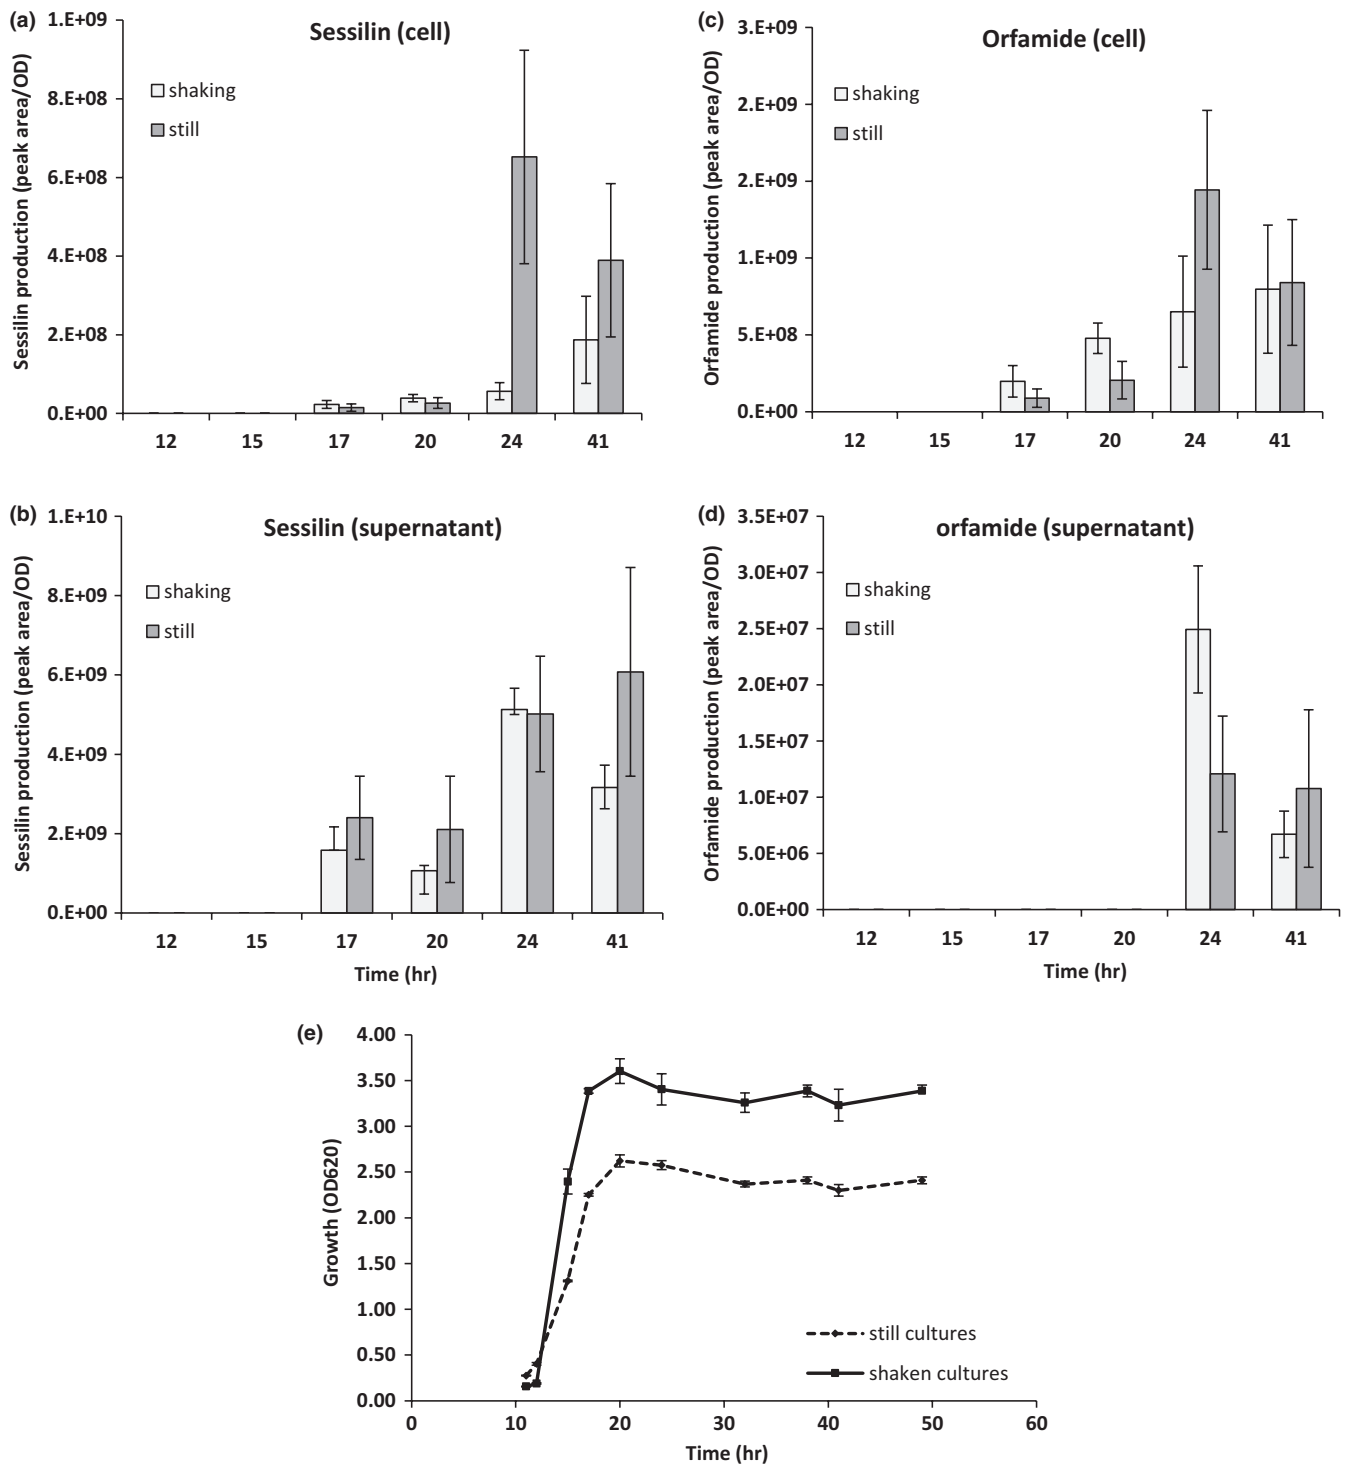 (a)
Sessilin (cell)
Sessilin production (peak area/OD)
1.E+09
8.E+08
6.E+08
4.E+08
2.E+08
0.E+00
shaking
still
12 15 17 20 24 41
(c)
Orfamide (cell)
Orfamide production (peak area/OD)
3.E+09
2.E+09
2.E+09
1.E+09
5.E+08
0.E+00
shaking
still
12 15 17 20 24 41
(b)
Sessilin (supernatant)
Sessilin production (peak area/OD)
1.E+10
8.E+09
6.E+09
4.E+09
2.E+09
0.E+00
shaking
still
12 15 17 20 24 41
Time (hr)
(d)
orfamide (supernatant)
Orfamide production (peak area/OD)
3.5E+07
3.0E+07
2.5E+07
2.0E+07
1.5E+07
1.0E+07
5.0E+06
0.0E+00
shaking
still
12 15 17 20 24 41
Time (hr)
(e)
Growth (OD620)
4.00
3.50
3.00
2.50
2.00
1.50
1.00
0.50
0.00
still cultures
shaken cultures
0 10 20 30 40 50 60
Time (hr)